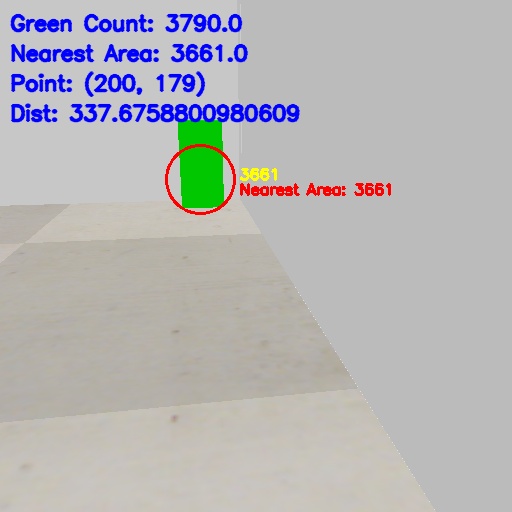 Green Count: 3790.0
Nearest Area: 3661.0
Point: (200, 179)
Dist: 337.6758800980609
3661
Nearest Area: 3661